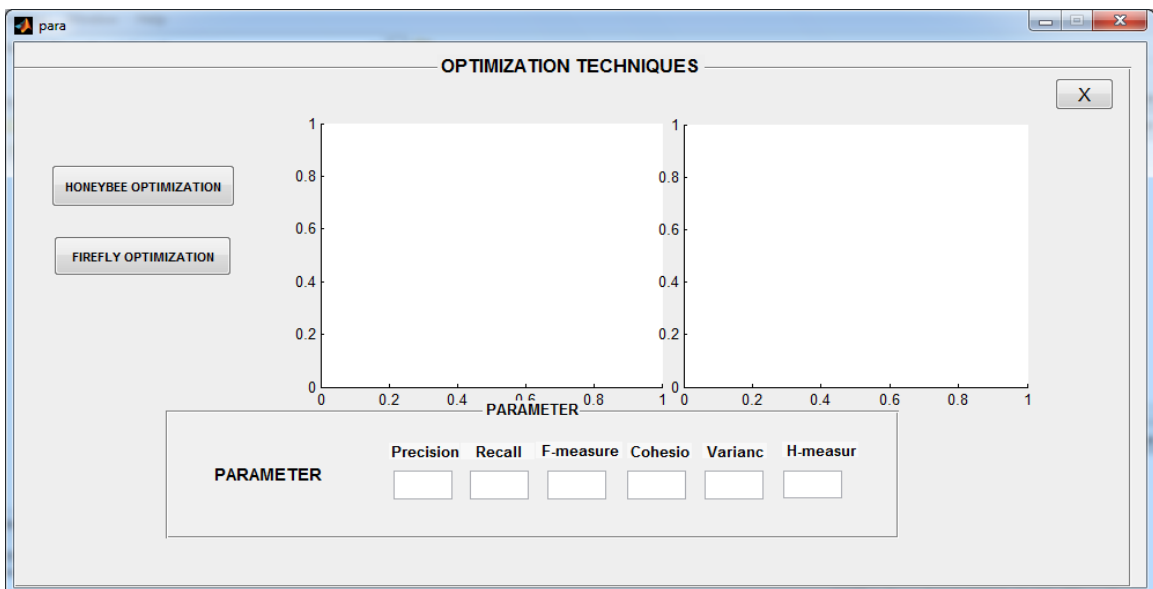 para
OPTIMIZATION TECHNIQUES
X
HONEYBEE OPTIMIZATION
FIREFLY OPTIMIZATION
1
0.8
0.6
0.4
0.2
0
0 0.2 0.4 0.6 0.8 1
1
0.8
0.6
0.4
0.2
0
0 0.2 0.4 0.6 0.8 1
PARAMETER
Precision Recall F-measure Cohesio Varianc H-measur
PARAMETER